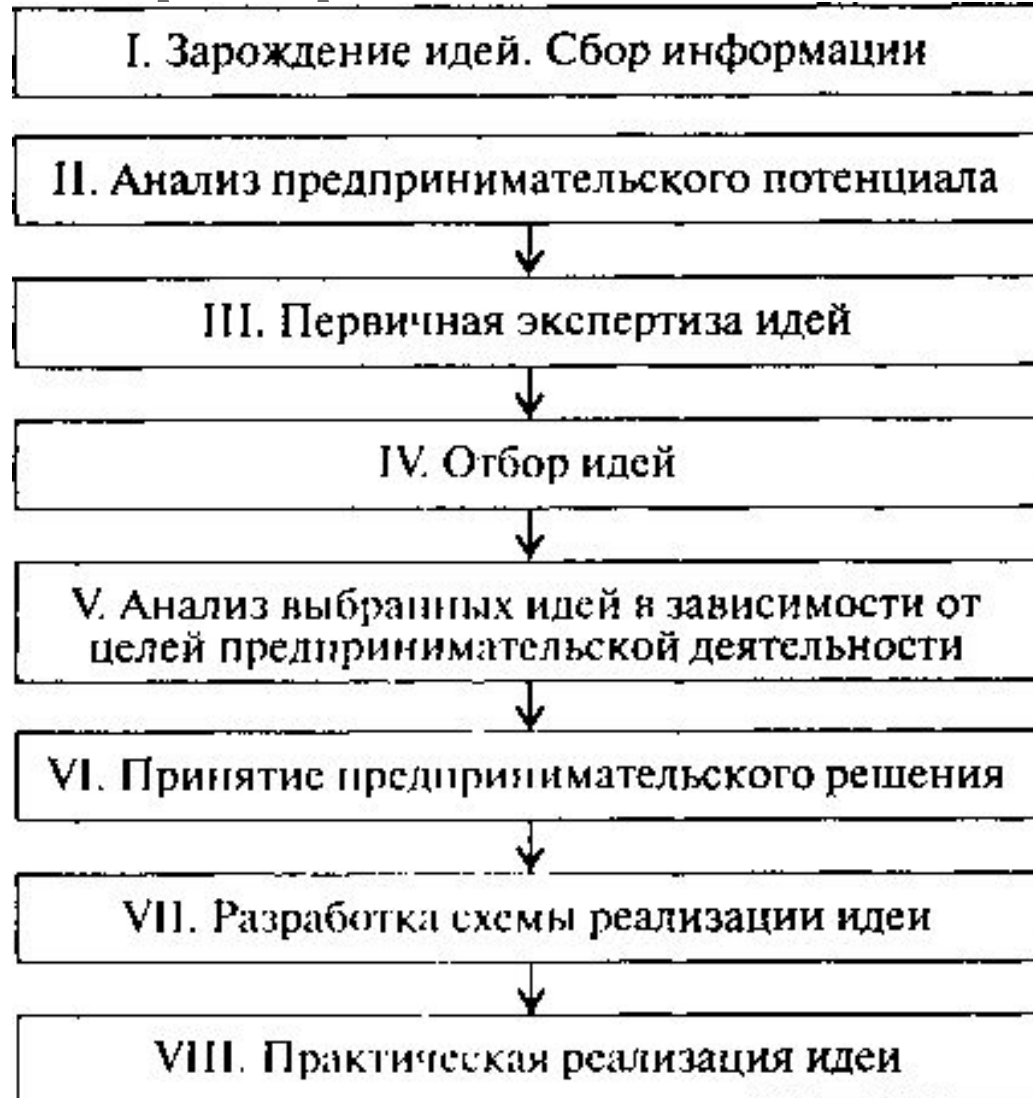 I. Зарождение идей. Сбор информации
II. Анализ предпринимательского потенциала
III. Первичная экспертиза идей
IV. Отбор идей
V. Анализ выбранных идей в зависимости от
целей предпринимательской деятельности
VI. Принятие предпринимательского решения
VII. Разработка схемы реализации идеи
VIII. Практическая реализация идеи